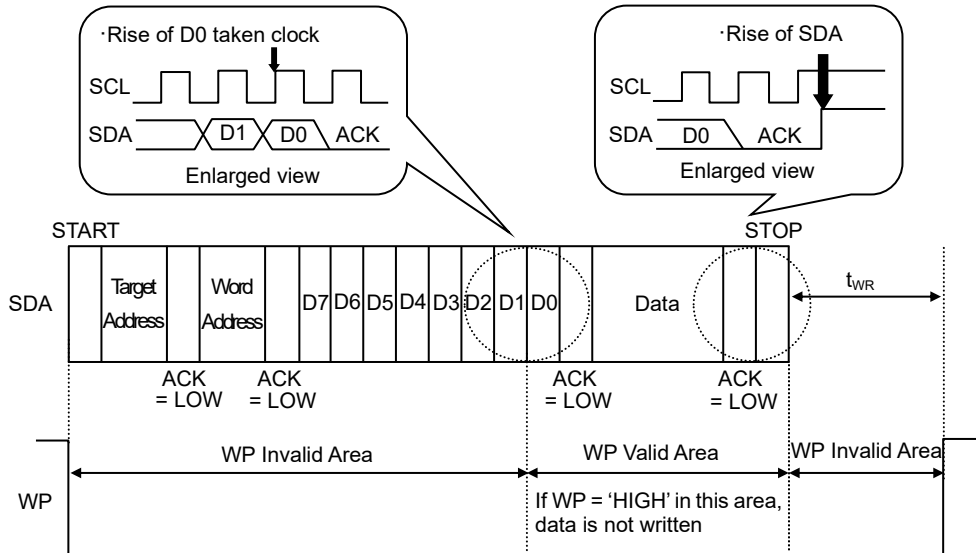 ·Rise of D0 taken clock
SCL
SDA
D1
D0
ACK
Enlarged view
·Rise of SDA
SCL
SDA
D0
ACK
Enlarged view
START
STOP
SDA
Target
Address
Word
Address
D7
D6
D5
D4
D3
D2
D1
D0
Data
tWR
ACK
= LOW
ACK
= LOW
ACK
= LOW
ACK
= LOW
WP
WP Invalid Area
WP Valid Area
WP Invalid Area
If WP = ‘HIGH’ in this area,
data is not written